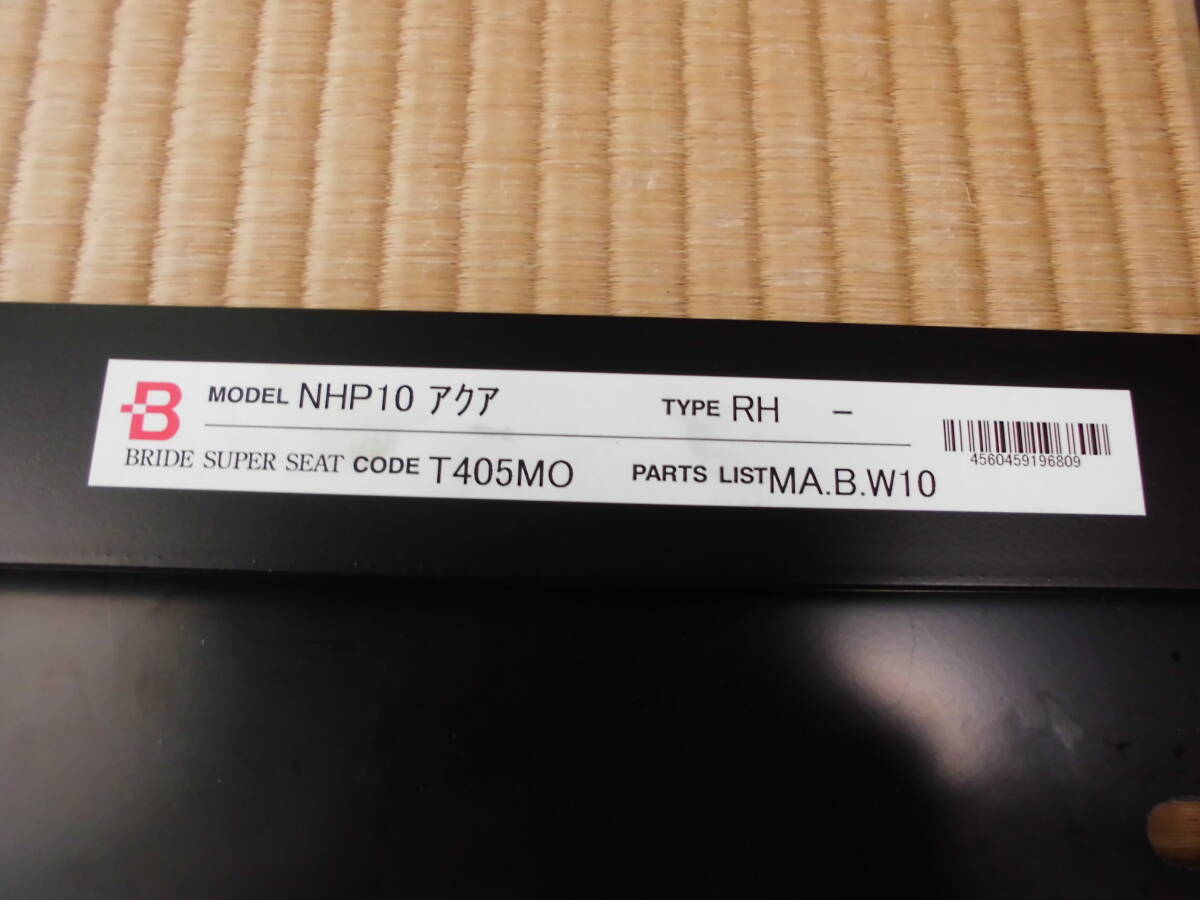 B
MODEL NHP10 ｱｸｱ TYPE RH -
BRIDE SUPER SEAT CODE T405MO PARTS LIST MA.B.W10
4560459196809